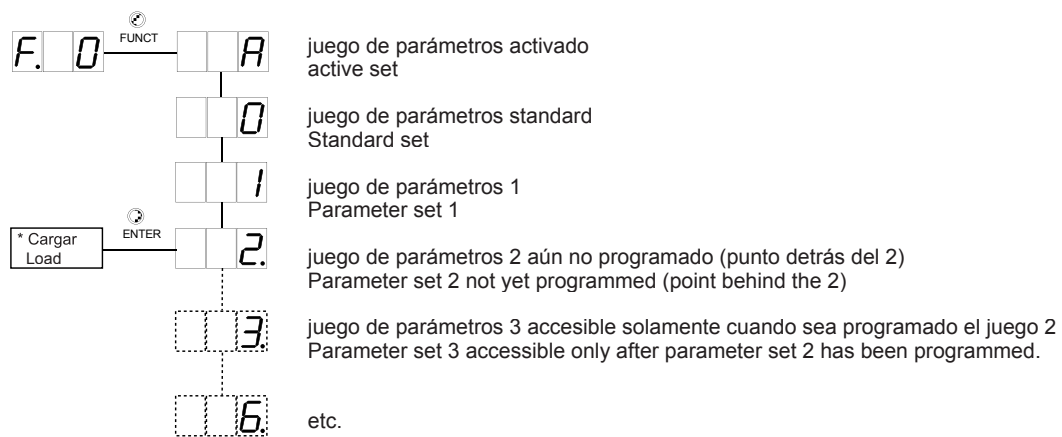 FUNCT
F. 0
A
juego de parámetros activado
active set
0
juego de parámetros standard
Standard set
1
juego de parámetros 1
Parameter set 1
* Cargar
Load
ENTER
2.
juego de parámetros 2 aún no programado (punto detrás del 2)
Parameter set 2 not yet programmed (point behind the 2)
3.
juego de parámetros 3 accesible solamente cuando sea programado el juego 2
Parameter set 3 accessible only after parameter set 2 has been programmed.
6.
etc.